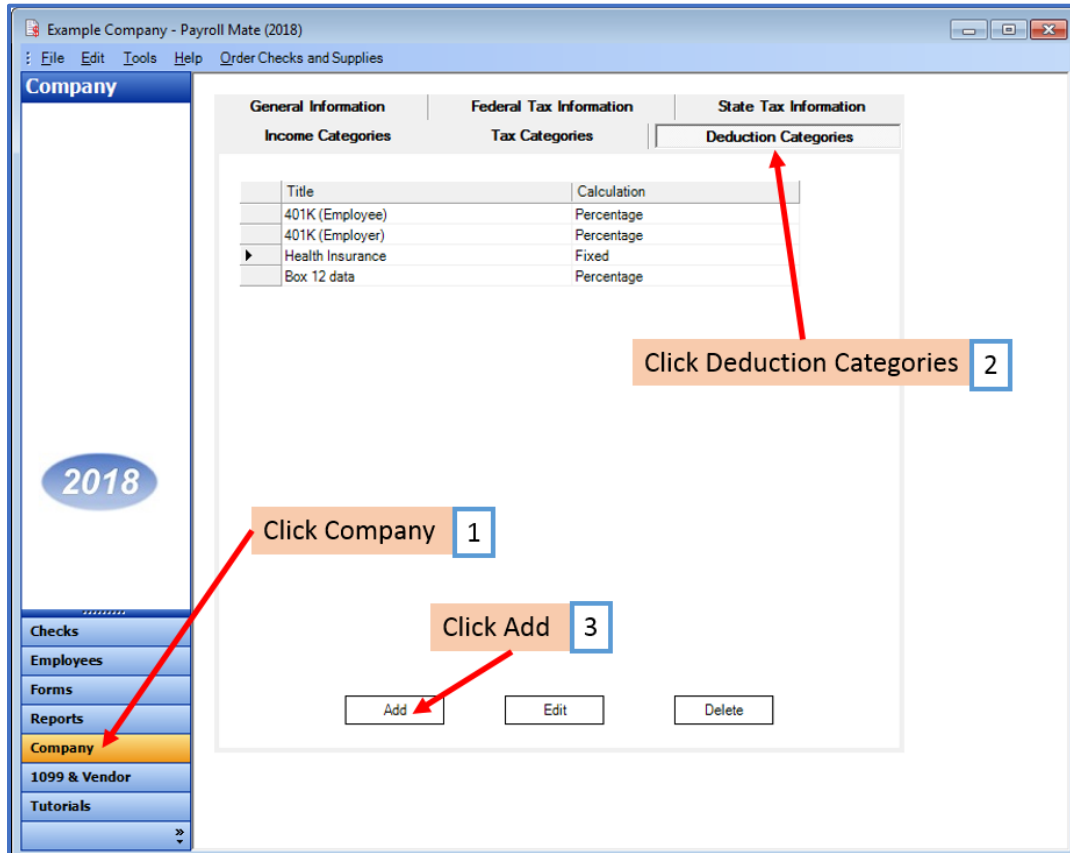 Example Company - Payroll Mate (2018)
File Edit Tools Help Order Checks and Supplies
Company
General Information Federal Tax Information State Tax Information
Income Categories Tax Categories Deduction Categories
Title Calculation
401K (Employee) Percentage
401K (Employer) Percentage
Health Insurance Fixed
Box 12 data Percentage
Click Deduction Categories 2
2018
Click Company 1
Click Add 3
Checks
Employees
Forms
Reports
Company
1099 & Vendor
Tutorials
Add Edit Delete